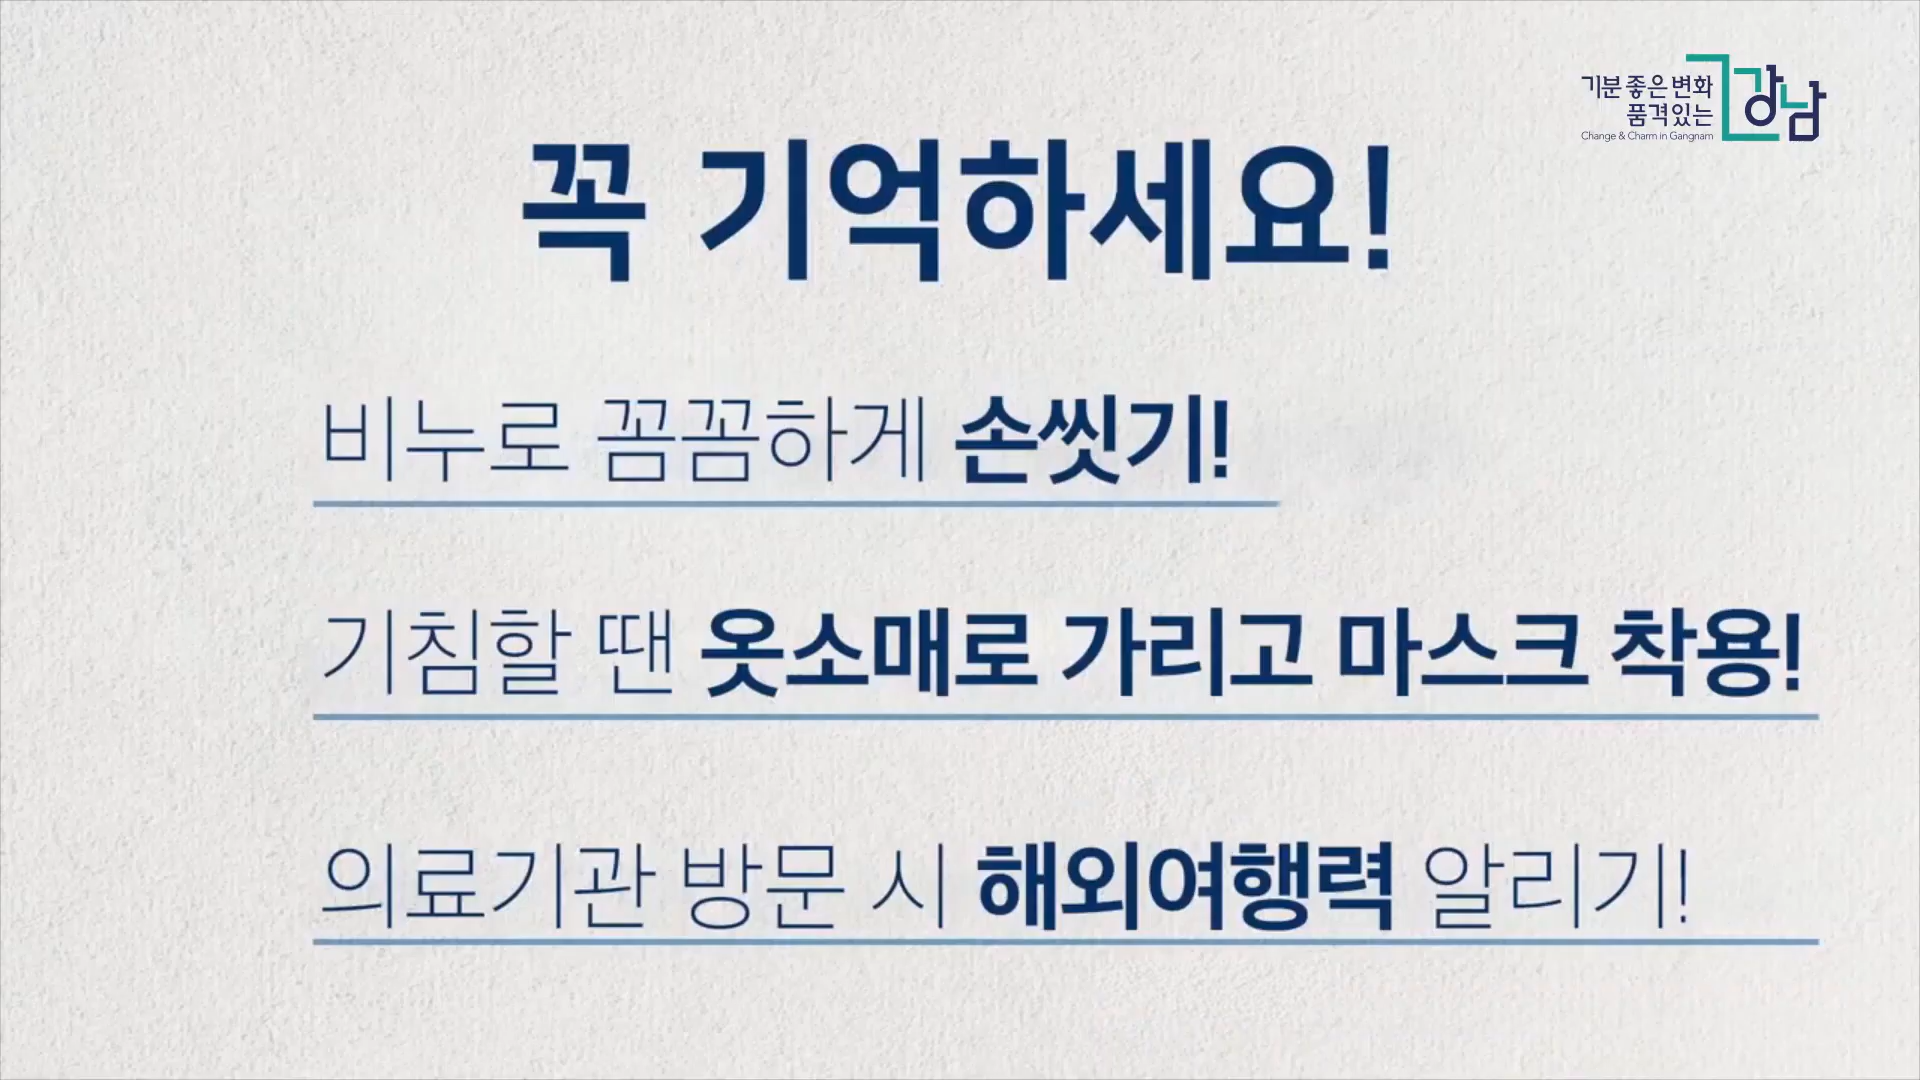 기분 좋은 변화
품격있는
강남
Change & Charm in Gangnam
꼭 기억하세요!
비누로 꼼꼼하게 손씻기!
기침할 땐 옷소매로 가리고 마스크 착용!
의료기관 방문 시 해외여행력 알리기!